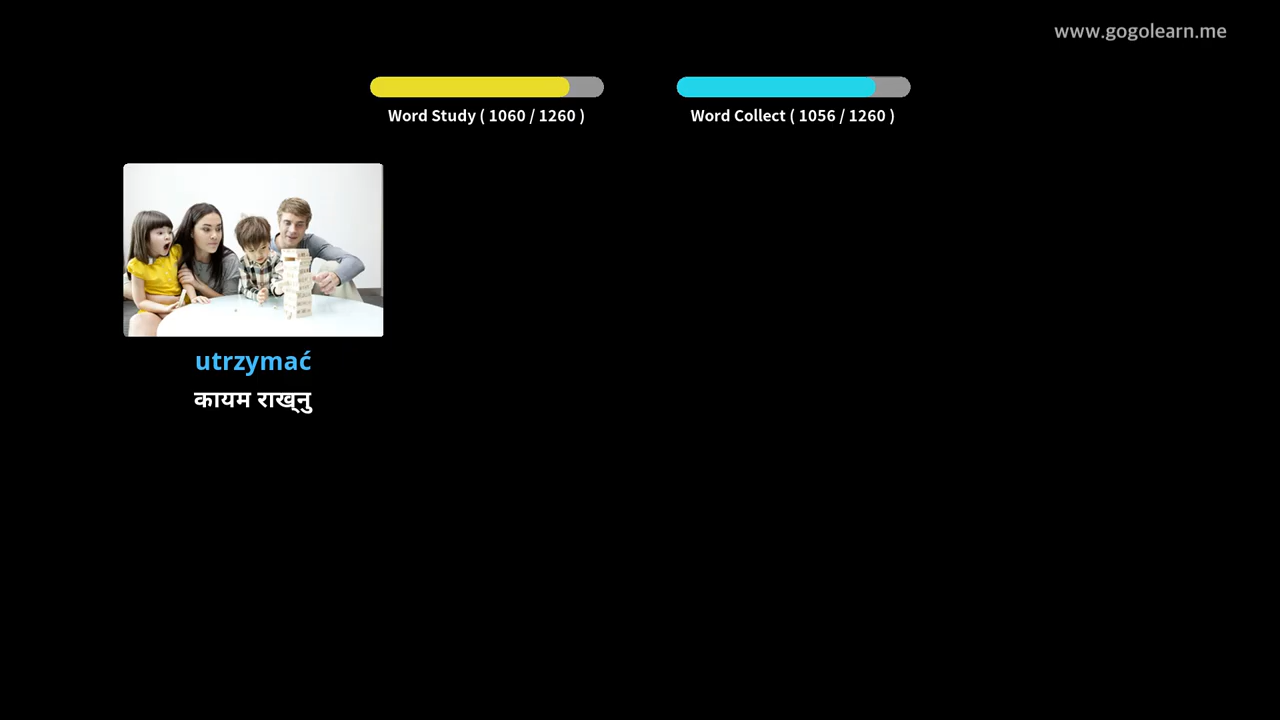 www.gogolearn.me
Word Study ( 1060 / 1260 )
Word Collect ( 1056 / 1260 )
utrzymać
कायम राख्नु